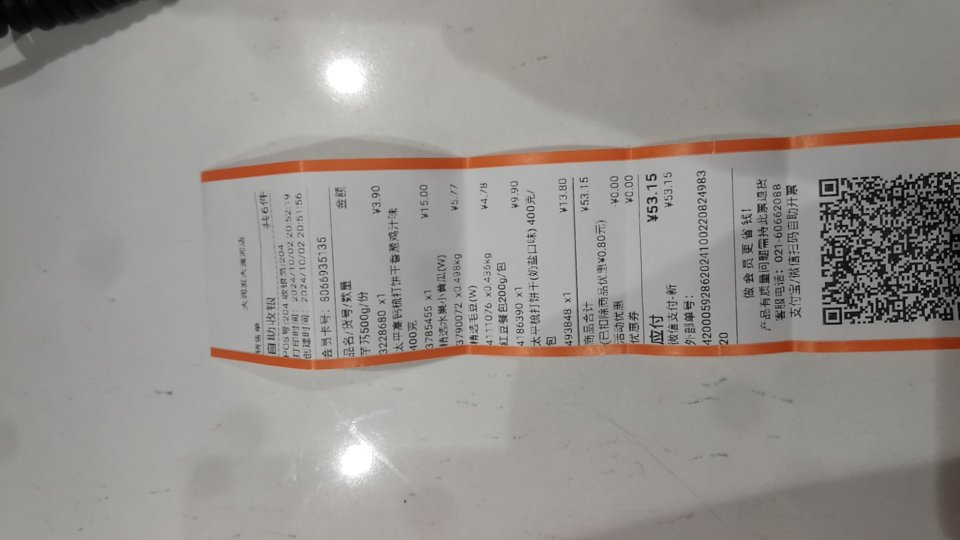 大润发大漕河店
销售单
自助收银 共6件
POS号:204 收银员:204
打印时间: 2024/10/02 20:52:19
创建时间: 2024/10/02 20:51:56
会员卡号: 8066935135
品名/货号/数量 金额
芋艿500g/份
3228680 x1 ¥3.90
太平高钙梳打饼干香葱鸡汁味
400克
3785455 x1 ¥15.00
精选水果小黄瓜(W)
3790072 x0.498kg ¥5.77
精选毛豆(W)
4111076 x0.436kg ¥4.78
红豆餐包200g/包
4186390 x1 ¥9.90
太平梳打饼干(奶盐口味) 400克/
包
493848 x1 ¥13.80
商品合计 ¥53.15
(已扣除商品优惠¥0.80元)
活动优惠 ¥0.00
优惠券 ¥0.00
应付 ¥53.15
微信支付-新 ¥53.15
外部单号:
42000592862024100220824983
20
做会员更省钱!
产品有质量问题需持此票退货
客服电话: 021-60662088
支付宝/微信扫码自助开票